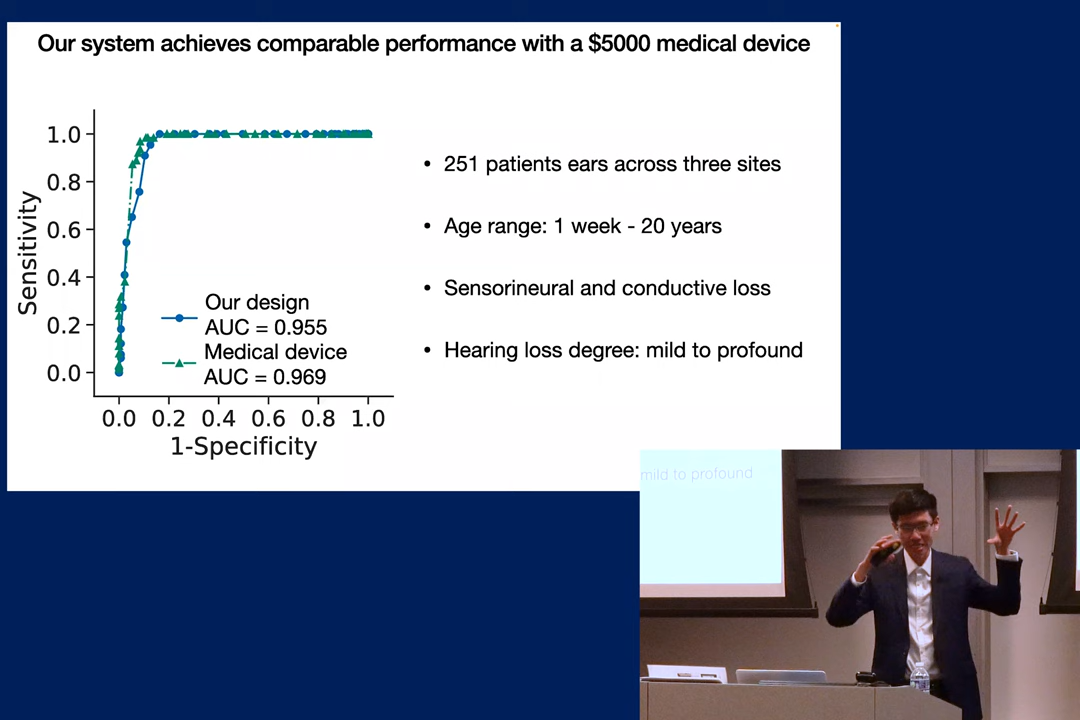 Our system achieves comparable performance with a $5000 medical device
1.0
0.8
0.6
0.4
0.2
0.0
Sensitivity
0.0 0.2 0.4 0.6 0.8 1.0
1-Specificity
Our design
AUC = 0.955
Medical device
AUC = 0.969
• 251 patients ears across three sites
• Age range: 1 week - 20 years
• Sensorineural and conductive loss
• Hearing loss degree: mild to profound
mild to profound